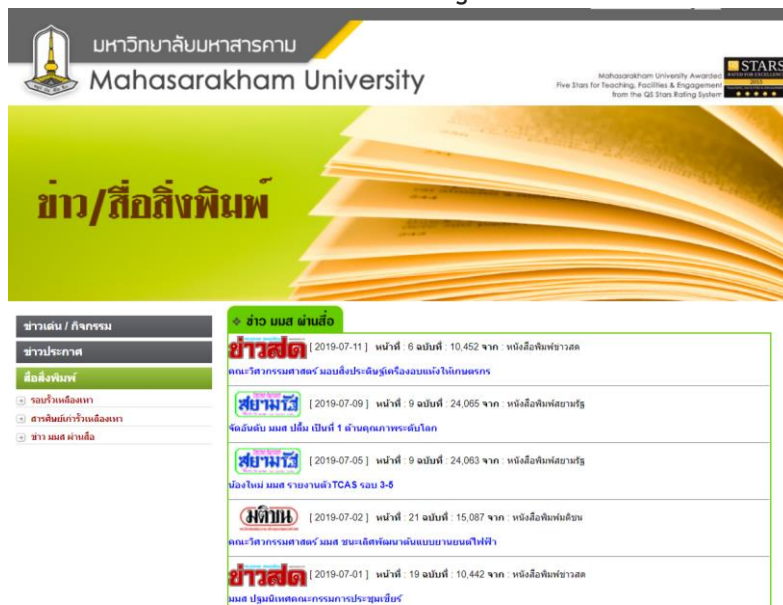 มหาวิทยาลัยมหาสารคาม
Mahasarakham University
Mahasarakham University Awarded
Five Stars for Teaching, Facilities & Engagement
from the QS Stars Rating System
STARS
RATED FOR EXCELLENCE
2015
ข่าว/สื่อสิ่งพิมพ์
ข่าวเด่น / กิจกรรม
ข่าวประกาศ
สื่อสิ่งพิมพ์
รอบรั้วเหลืองเทา
สารศิษย์เก่ารั้วเหลืองเทา
ข่าว มมส ผ่านสื่อ
ข่าว มมส ผ่านสื่อ
ข่าวสด [ 2019-07-11 ] หน้าที่ : 6 ฉบับที่ : 10,452 จาก : หนังสือพิมพ์ข่าวสด
คณะวิศวกรรมศาสตร์ มอบสิ่งประดิษฐ์เครื่องอบแห้งให้เกษตรกร
สยามรัฐ [ 2019-07-09 ] หน้าที่ : 9 ฉบับที่ : 24,065 จาก : หนังสือพิมพ์สยามรัฐ
จัดอันดับ มมส ปลื้ม เป็นที่ 1 ด้านคุณภาพระดับโลก
สยามรัฐ [ 2019-07-05 ] หน้าที่ : 9 ฉบับที่ : 24,063 จาก : หนังสือพิมพ์สยามรัฐ
น้องใหม่ มมส รายงานตัวTCAS รอบ 3-5
มติชน [ 2019-07-02 ] หน้าที่ : 21 ฉบับที่ : 15,087 จาก : หนังสือพิมพ์มติชน
คณะวิศวกรรมศาสตร์ มมส ชนะเลิศพัฒนาต้นแบบยานยนต์ไฟฟ้า
ข่าวสด [ 2019-07-01 ] หน้าที่ : 19 ฉบับที่ : 10,442 จาก : หนังสือพิมพ์ข่าวสด
มมส ปฐมนิเทศคณะกรรมการประชุมเชียร์